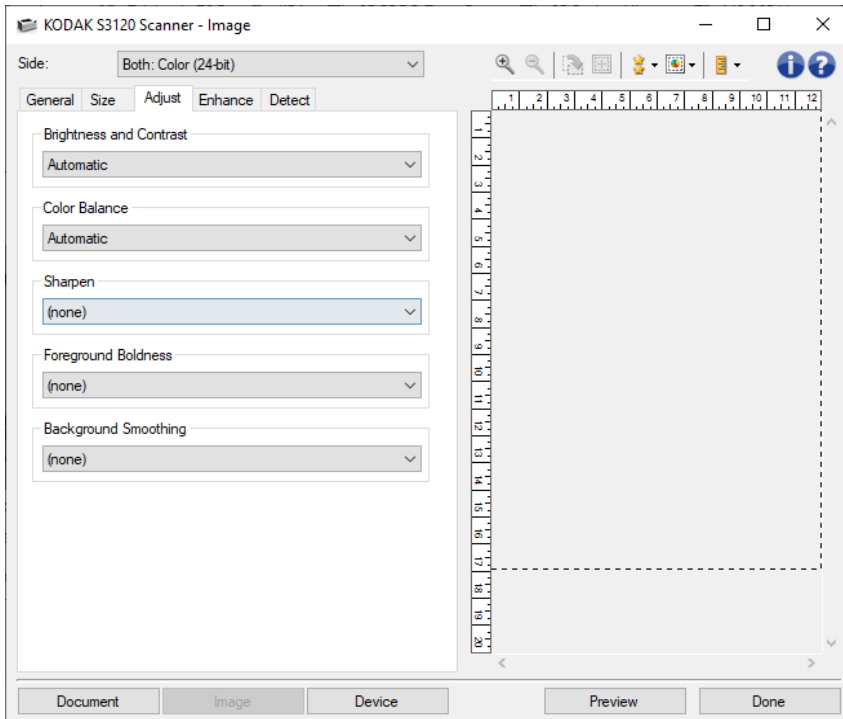 KODAK S3120 Scanner - Image
Side: Both: Color (24-bit)
General Size Adjust Enhance Detect
Brightness and Contrast
Automatic
Color Balance
Automatic
Sharpen
(none)
Foreground Boldness
(none)
Background Smoothing
(none)
1 2 3 4 5 6 7 8 9 10 11 12
1
2
3
4
5
6
7
8
9
10
11
12
13
14
15
16
17
18
19
20
Document Image Device Preview Done